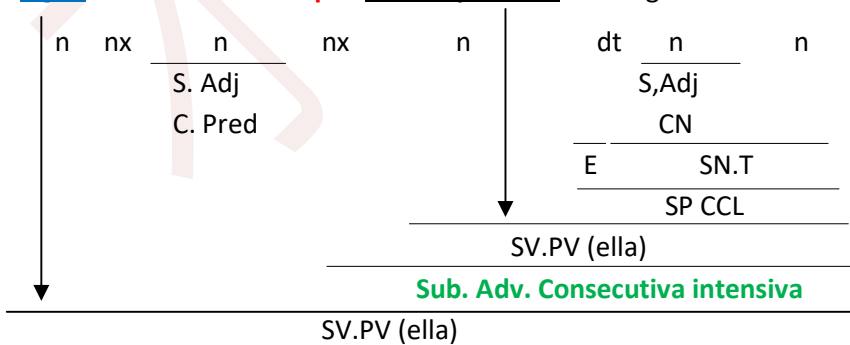 n nx n nx n dt n n
S. Adj S,Adj
C. Pred CN
E SN.T
SP CCL
SV.PV (ella)
Sub. Adv. Consecutiva intensiva
SV.PV (ella)